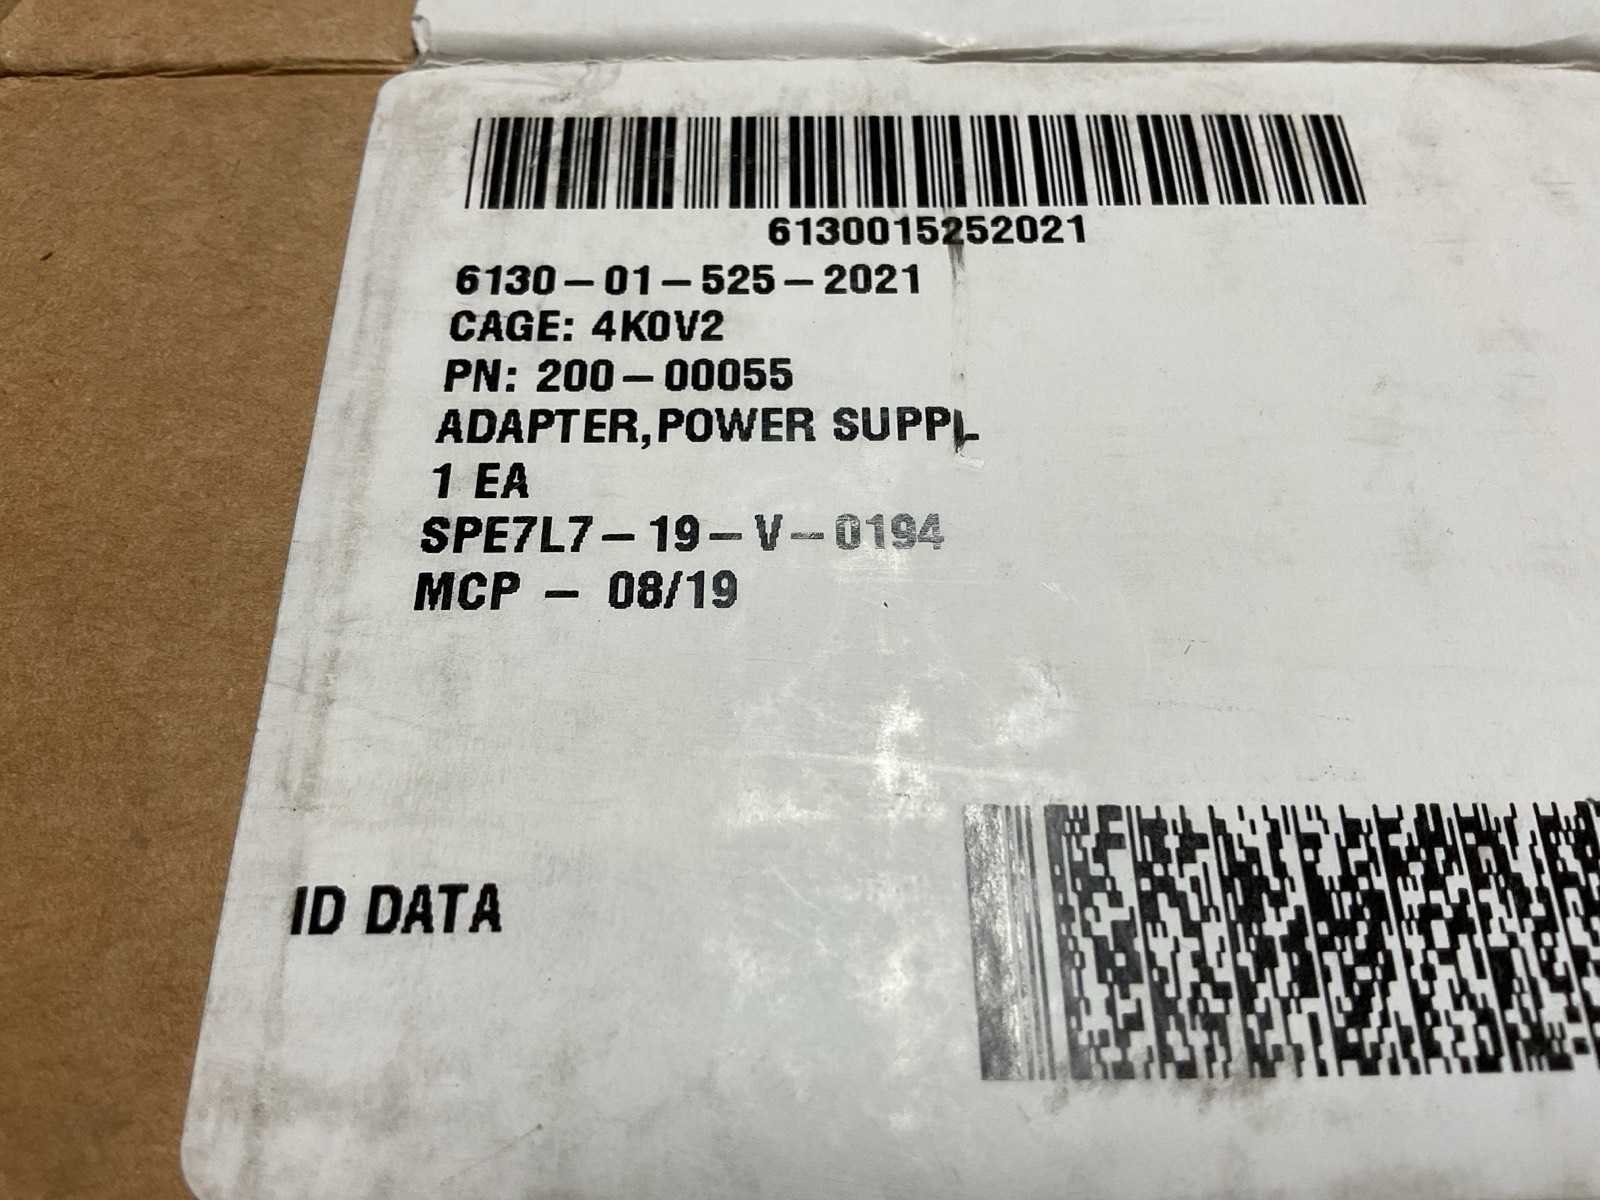 6130015252021
6130-01-525-2021
CAGE: 4K0V2
PN: 200-00055
ADAPTER,POWER SUPPL
1 EA
SPE7L7-19-V-0194
MCP - 08/19
ID DATA